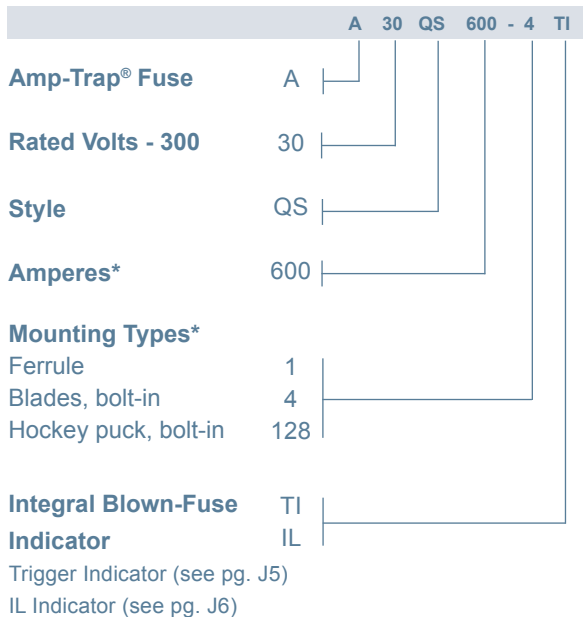 A 30 QS 600 - 4 TI
Amp-Trap® Fuse A
Rated Volts - 300 30
Style QS
Amperes* 600
Mounting Types*
Ferrule 1
Blades, bolt-in 4
Hockey puck, bolt-in 128
Integral Blown-Fuse TI
Indicator IL
Trigger Indicator (see pg. J5)
IL Indicator (see pg. J6)